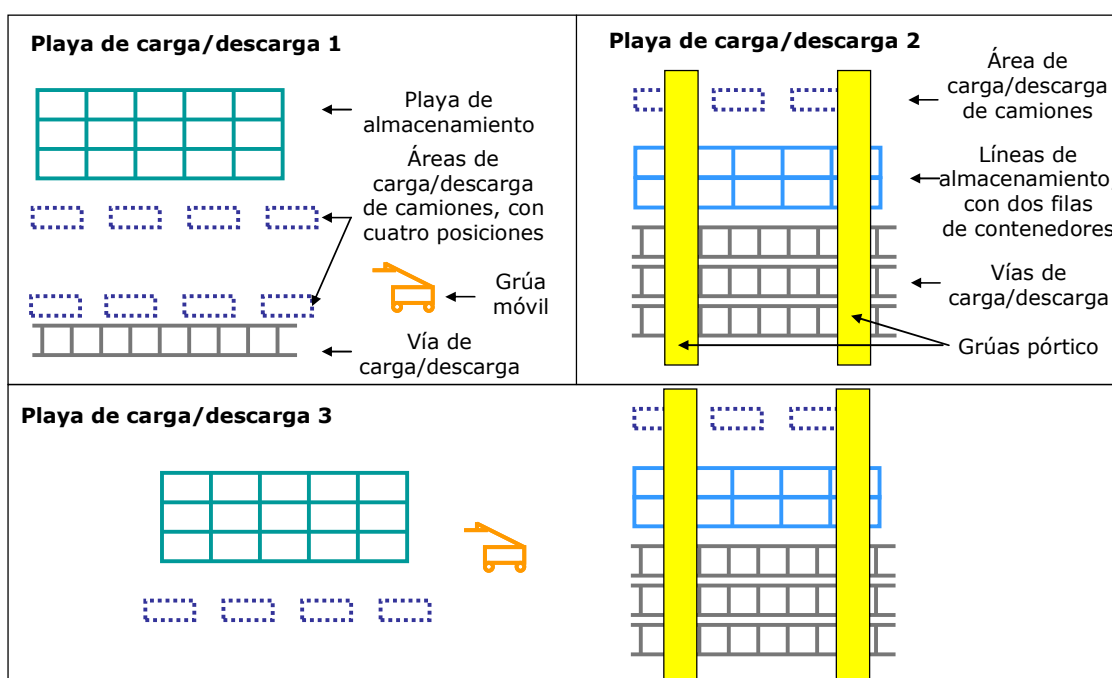 Playa de carga/descarga 1
Playa de
almacenamiento
Áreas de
carga/descarga
de camiones, con
cuatro posiciones
Grúa
móvil
Vía de
carga/descarga
Playa de carga/descarga 2
Área de
carga/descarga
de camiones
Líneas de
almacenamiento
con dos filas
de contenedores
Vías de
carga/descarga
Grúas pórtico
Playa de carga/descarga 3